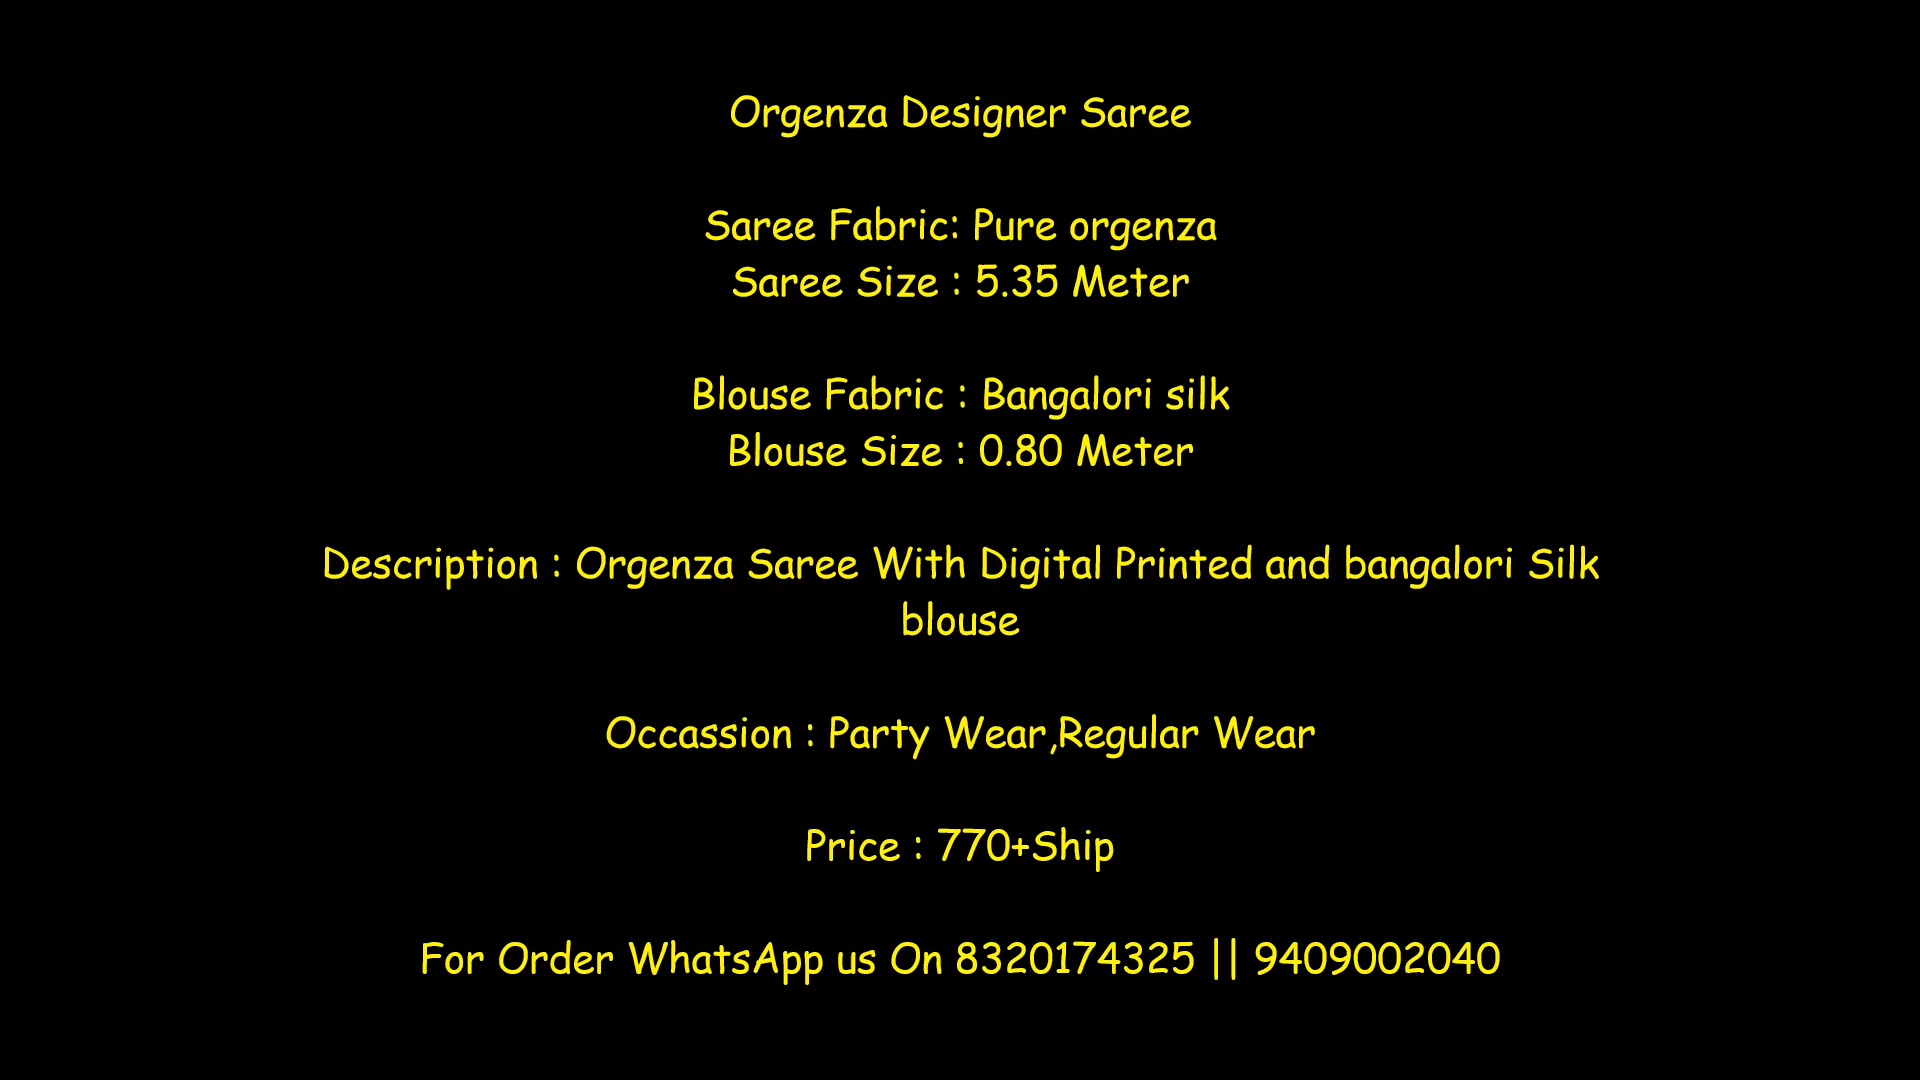 Orgenza Designer Saree
Saree Fabric: Pure orgenza
Saree Size : 5.35 Meter
Blouse Fabric : Bangalori silk
Blouse Size : 0.80 Meter
Description : Orgenza Saree With Digital Printed and bangalori Silk
blouse
Occassion : Party Wear,Regular Wear
Price : 770+Ship
For Order WhatsApp us On 8320174325 || 9409002040